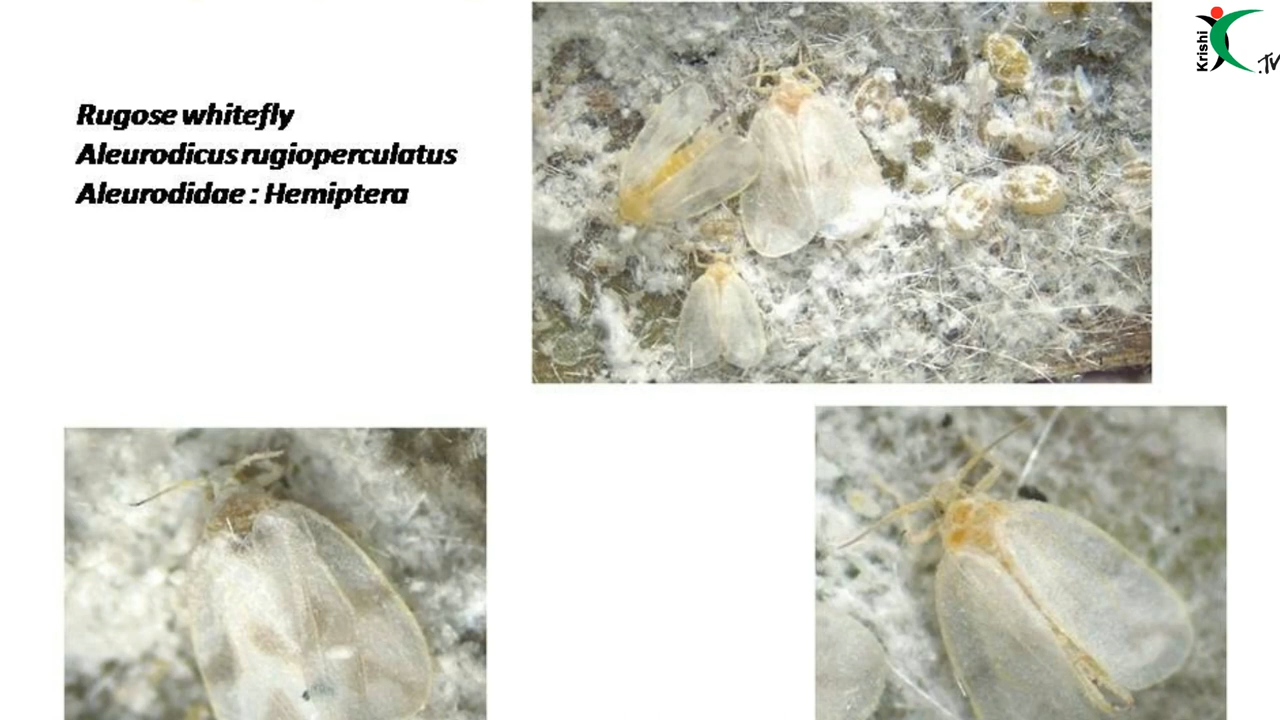 Rugose whitefly
Aleurodicus rugioperculatus
Aleurodidae : Hemiptera
Krishi
.TV